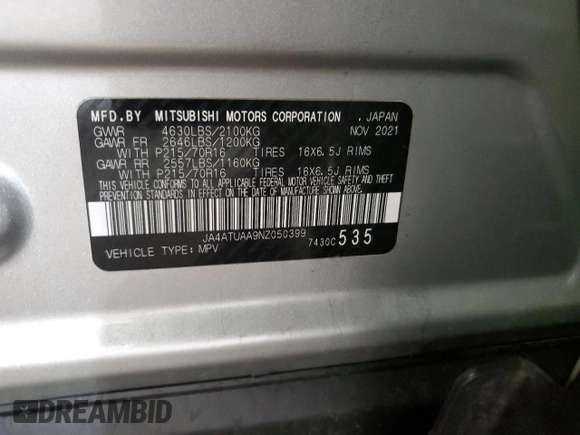 MFD.BY MITSUBISHI MOTORS CORPORATION , JAPAN
GVWR 4630LBS/2100KG NOV 2021
GAWR FR 2646LBS/1200KG
WITH P215/70R16 TIRES 16X6.5J RIMS
GAWR RR 2557LBS/1160KG
WITH P215/70R16 TIRES 16X6.5J RIMS
THIS VEHICLE CONFORMS TO ALL APPLICABLE FEDERAL MOTOR VEHICLE SAFETY, BUMPER AND THEFT
PREVENTION STANDARDS IN EFFECT ON THE DATE OF MANUFACTURE SHOWN ABOVE.
JA4ATUAA9NZ050399
7430C 535
VEHICLE TYPE: MPV
DREAMBID